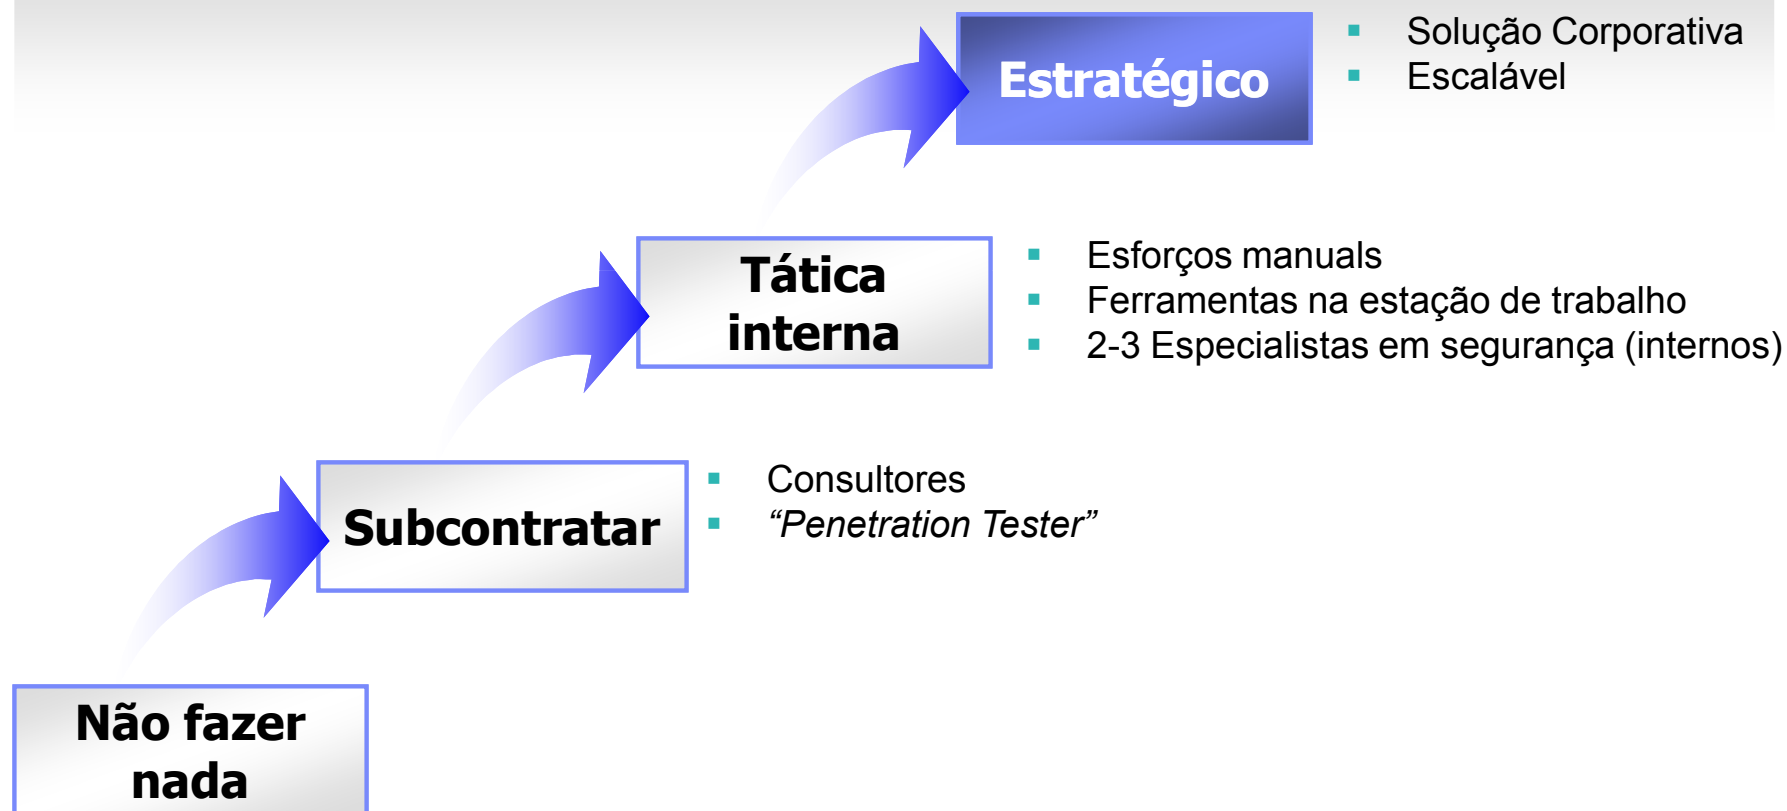 Estratégico
Solução Corporativa
Escalável
Tática
interna
Esforços manuals
Ferramentas na estação de trabalho
2-3 Especialistas em segurança (internos)
Subcontratar
Consultores
“Penetration Tester”
Não fazer
nada